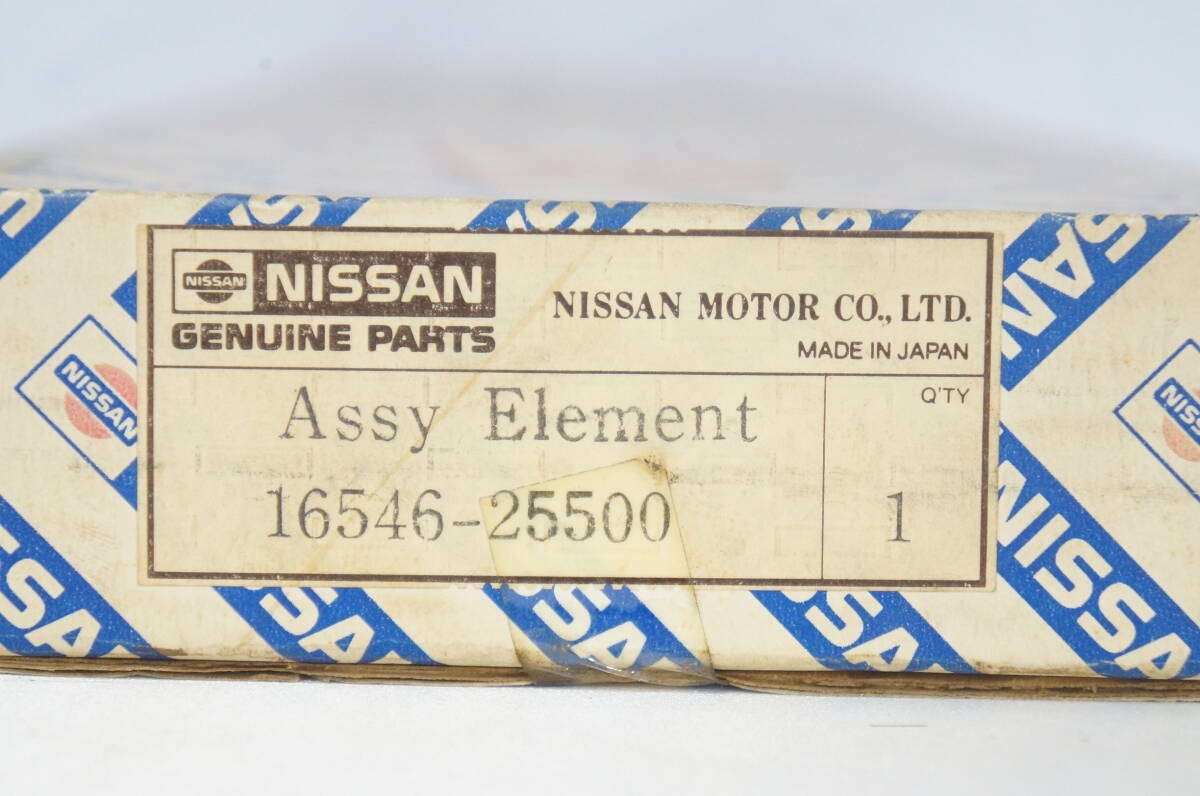 NISSAN NISSAN
GENUINE PARTS
NISSAN MOTOR CO., LTD.
MADE IN JAPAN
Assy Element
Q'TY
16546-25500
1
NISSAN
NISSAN